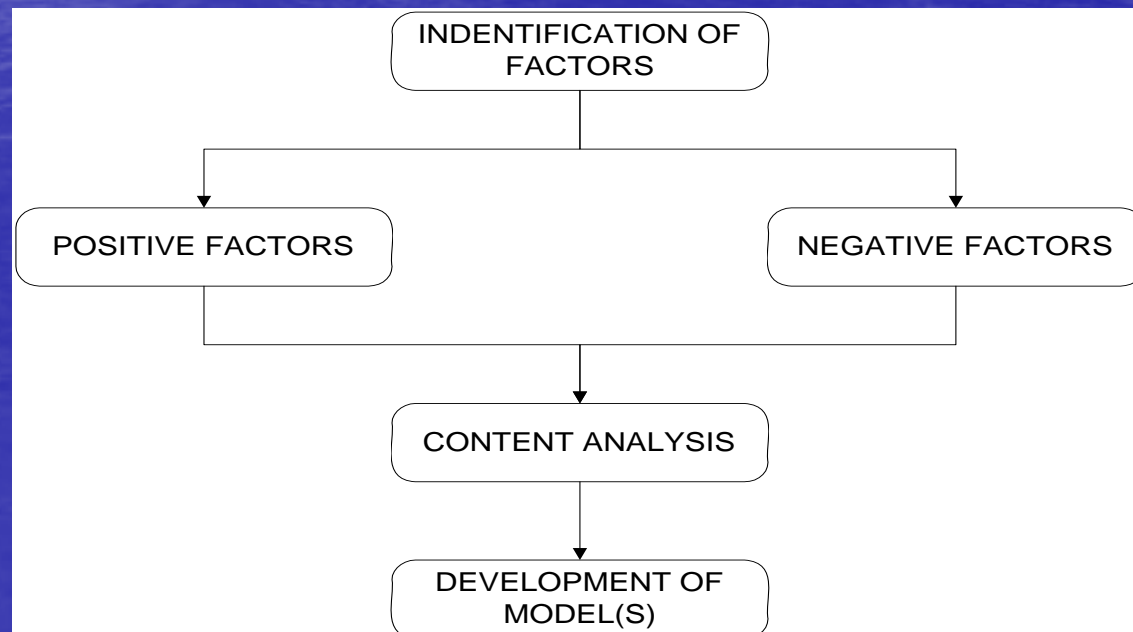 INDENTIFICATION OF
FACTORS
POSITIVE FACTORS
NEGATIVE FACTORS
CONTENT ANALYSIS
DEVELOPMENT OF
MODEL(S)